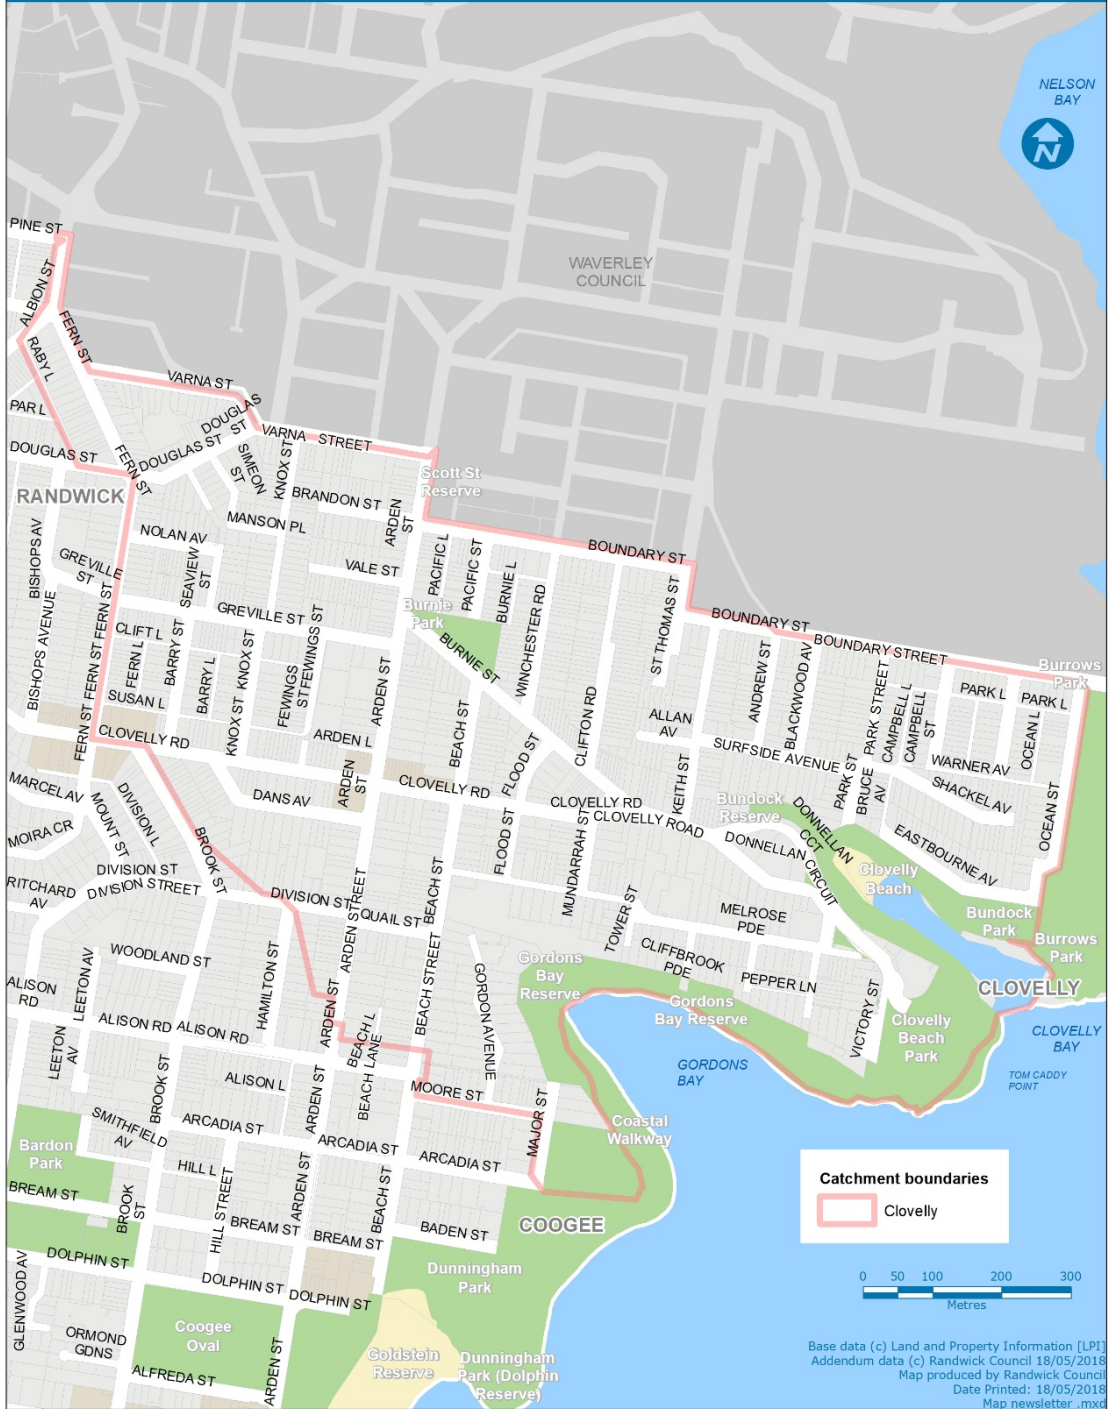 NELSON
BAY
N
PINE ST
WAVERLEY
COUNCIL
ALBION ST
FERN ST
RABY L
VARNA ST
PAR L
DOUGLAS
ST
DOUGLAS ST
VARNA STREET
DOUGLAS ST
FERN ST
SIMEON
ST
KNOX ST
Scott St
Reserve
RANDWICK
BRANDON ST
ARDEN
ST
MANSON PL
NOLAN AV
BISHOPS AV
BOUNDARY ST
PACIFIC L
PACIFIC ST
BURNIE L
GREVILLE
ST
SEAVIEW
ST
VALE ST
WINCHESTER RD
ST THOMAS ST
Burnie
Park
GREVILLE ST
FERN ST
BOUNDARY ST
BOUNDARY STREET
CLIFT L
FERN L
BARRY ST
BARRY L
KNOX ST
FEWINGS ST
BURNIE ST
BISHOPS AVENUE
FERN ST
SUSAN L
KNOX ST
FEWINGS
ST
ARDEN ST
CLIFTON RD
ANDREW ST
BLACKWOOD AV
PARK STREET
CAMPBELL L
CAMPBELL
ST
Burrows
Park
PARK L
PARK L
OCEAN L
FERN ST
CLOVELLY RD
ARDEN L
BEACH ST
FLOOD ST
ALLAN
AV
SURFSIDE AVENUE
WARNER AV
ARDEN
ST
CLOVELLY RD
KEITH ST
PARK ST
BRUCE
AV
SHACKEL AV
MARCEL AV
DANS AV
CLOVELLY RD
CLOVELLY ROAD
Bundock
Reserve
DONNELLAN
CCT
MOIRA CR
MOUNT ST
DIVISION L
BROOK ST
FLOOD ST
MUNDARRAH ST
DONNELLAN
CIRCUIT
EASTBOURNE AV
OCEAN ST
DIVISION ST
DIVISION STREET
RITCHARD
AV
DIVISION ST
QUAIL ST
ARDEN STREET
BEACH ST
TOWER ST
MELROSE
PDE
Clovelly
Beach
Bundock
Park
Burrows
Park
WOODLAND ST
LEETON AV
HAMILTON ST
BEACH STREET
GORDON AVENUE
Gordons
Bay
Reserve
CLIFFBROOK
PDE
PEPPER LN
CLOVELLY
ALISON
RD
ALISON RD
ALISON RD
ARDEN ST
BEACH L
BEACH LANE
Gordons
Bay Reserve
VICTORY ST
Clovelly
Beach
Park
CLOVELLY
BAY
LEETON
AV
BROOK ST
ALISON L
ARDEN ST
MOORE ST
GORDONS
BAY
TOM CADDY
POINT
SMITHFIELD
AV
ARCADIA ST
ARCADIA ST
ARCADIA ST
MAJOR ST
Coastal
Walkway
Bardon
Park
HILL L
BREAM ST
BROOK
ST
HILL STREET
ARDEN ST
BEACH ST
BREAM ST
BREAM ST
BADEN ST
COOGEE
Catchment boundaries
Clovelly
DOLPHIN ST
DOLPHIN ST
DOLPHIN ST
Dunningham
Park
GLENWOOD AV
0 50 100 200 300
Metres
ORMOND
GDNS
Coogee
Oval
ALFREDA ST
ARDEN ST
Goldstein
Reserve
Dunningham
Park (Dolphin
Reserve)
Base data (c) Land and Property Information [LPI]
Addendum data (c) Randwick Council 18/05/2018
Map produced by Randwick Council
Date Printed: 18/05/2018
Map newsletter .mxd